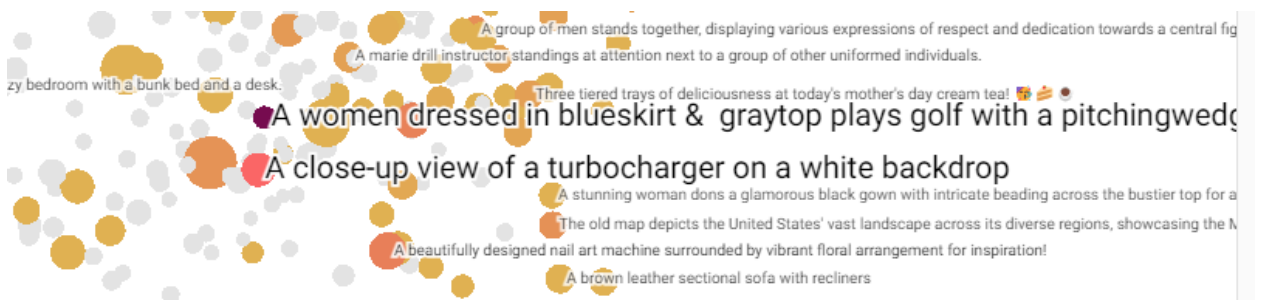 A group of men stands together, displaying various expressions of respect and dedication towards a central fig
A marie drill instructor standings at attention next to a group of other uniformed individuals.
zy bedroom with a bunk bed and a desk.
Three tiered trays of deliciousness at today's mother's day cream tea! 🎁 🍰 ☕
A women dressed in blueskirt & graytop plays golf with a pitchingwedg
A close-up view of a turbocharger on a white backdrop
A stunning woman dons a glamorous black gown with intricate beading across the bustier top for a
The old map depicts the United States' vast landscape across its diverse regions, showcasing the M
A beautifully designed nail art machine surrounded by vibrant floral arrangement for inspiration!
A brown leather sectional sofa with recliners